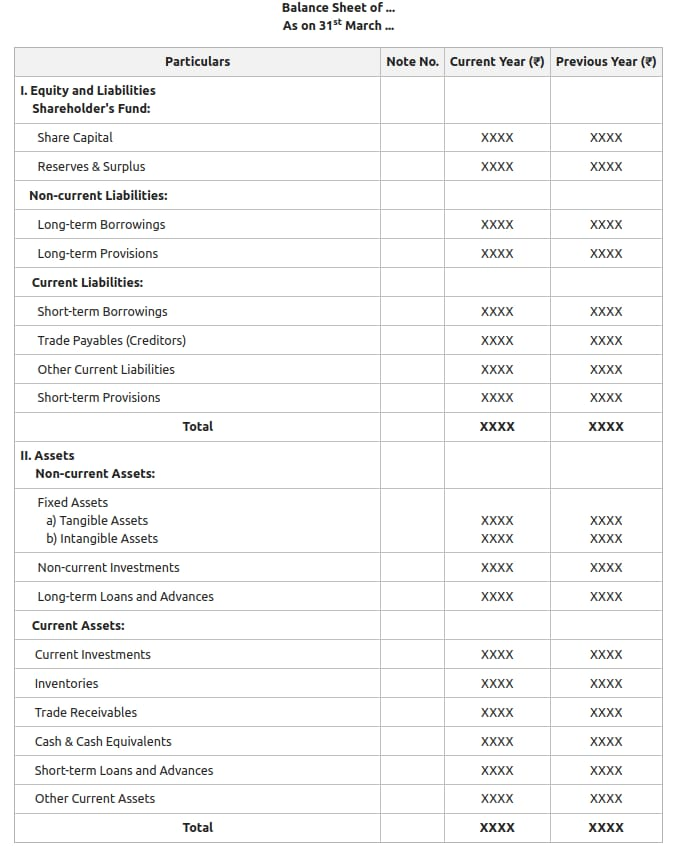 Balance Sheet of ...
As on 31st March ...
Particulars Note No. Current Year (₹) Previous Year (₹)
I. Equity and Liabilities
Shareholder's Fund:
Share Capital XXXX XXXX
Reserves & Surplus XXXX XXXX
Non-current Liabilities:
Long-term Borrowings XXXX XXXX
Long-term Provisions XXXX XXXX
Current Liabilities:
Short-term Borrowings XXXX XXXX
Trade Payables (Creditors) XXXX XXXX
Other Current Liabilities XXXX XXXX
Short-term Provisions XXXX XXXX
Total XXXX XXXX
II. Assets
Non-current Assets:
Fixed Assets
a) Tangible Assets XXXX XXXX
b) Intangible Assets XXXX XXXX
Non-current Investments XXXX XXXX
Long-term Loans and Advances XXXX XXXX
Current Assets:
Current Investments XXXX XXXX
Inventories XXXX XXXX
Trade Receivables XXXX XXXX
Cash & Cash Equivalents XXXX XXXX
Short-term Loans and Advances XXXX XXXX
Other Current Assets XXXX XXXX
Total XXXX XXXX